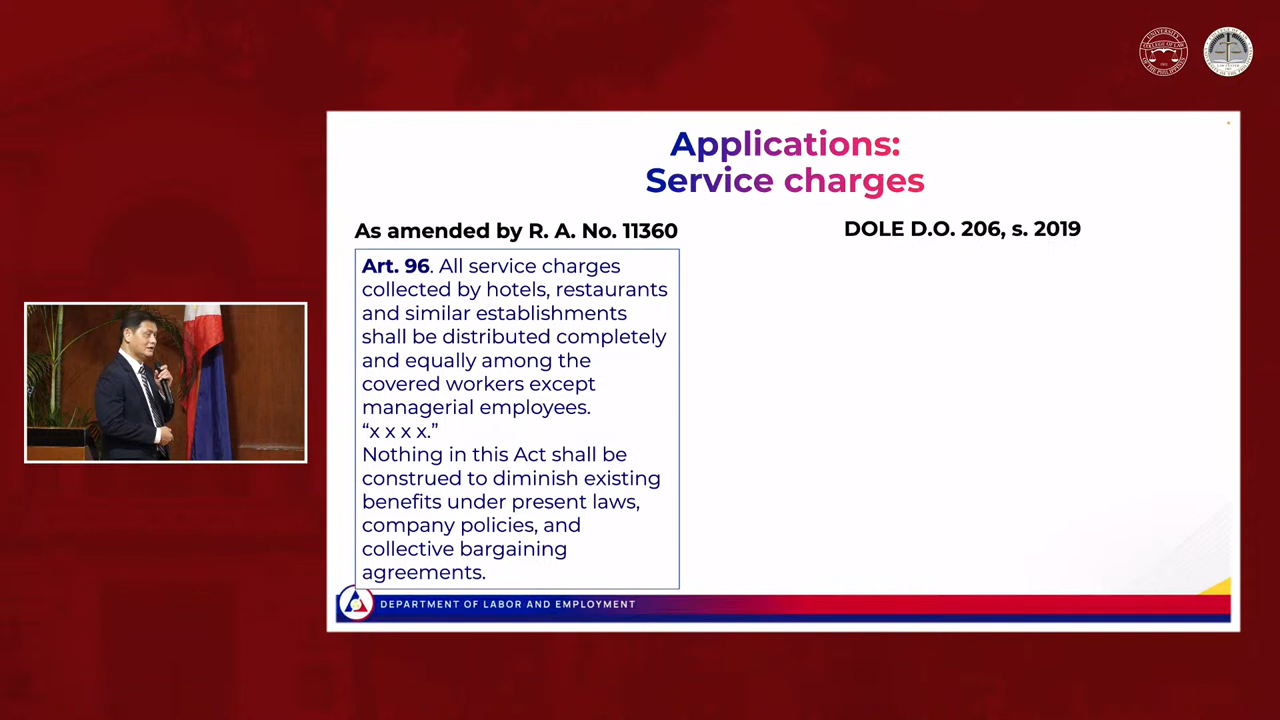 Applications:
Service charges
As amended by R. A. No. 11360
Art. 96. All service charges
collected by hotels, restaurants
and similar establishments
shall be distributed completely
and equally among the
covered workers except
managerial employees.
“x x x x.”
Nothing in this Act shall be
construed to diminish existing
benefits under present laws,
company policies, and
collective bargaining
agreements.
DOLE D.O. 206, s. 2019
DEPARTMENT OF LABOR AND EMPLOYMENT